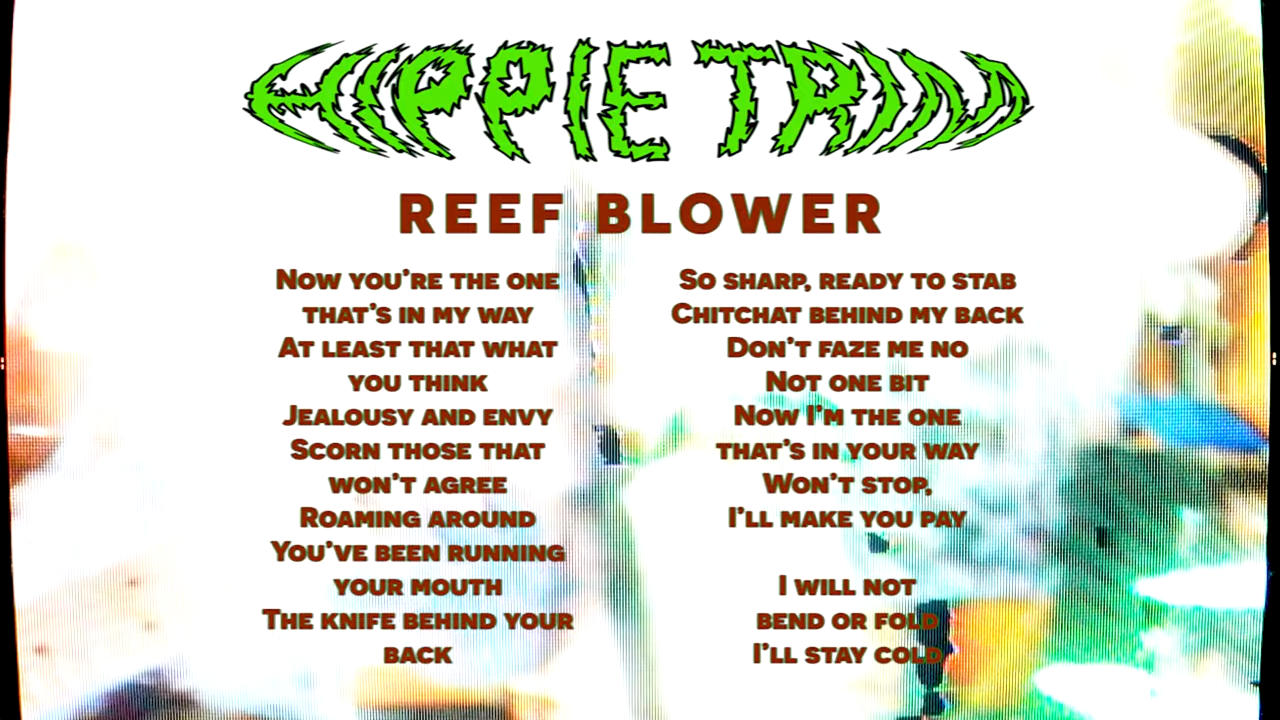 HIPPIE TRIM
REEF BLOWER
Now you're the one
that's in my way
At least that what
you think
Jealousy and envy
Scorn those that
won't agree
Roaming around
You've been running
your mouth
The knife behind your
back
So sharp, ready to stab
Chitchat behind my back
Don't faze me no
Not one bit
Now I'm the one
that's in your way
Won't stop,
I'll make you pay
I will not
bend or fold
I'll stay cold